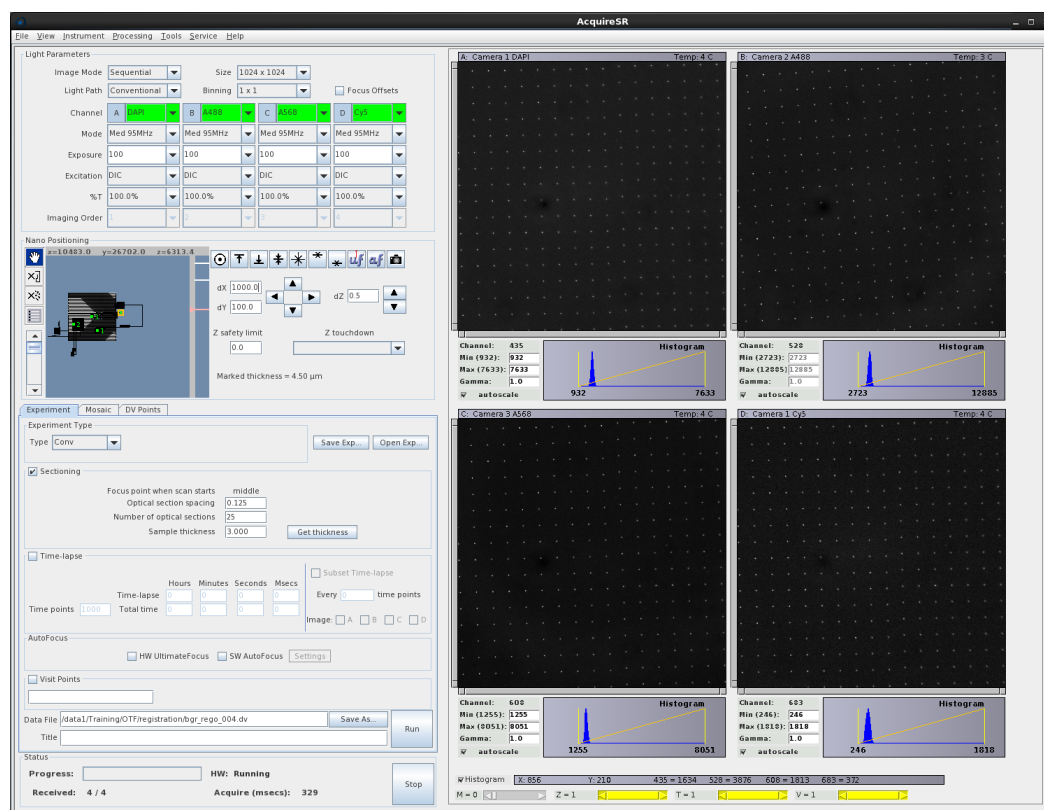 AcquireSR
File View Instrument Processing Tools Service Help
Light Parameters
Image Mode Sequential Size 1024 x 1024
Light Path Conventional Binning 1 x 1 Focus Offsets
Channel A DAPI B A488 C A568 D Cy5
Mode Med 95MHz Med 95MHz Med 95MHz Med 95MHz
Exposure 100 100 100 100
Excitation DIC DIC DIC DIC
%T 100.0% 100.0% 100.0% 100.0%
Imaging Order 1 2 3 4
Nano Positioning
x=10483.0 y=26702.0 z=6313.4
uf af
dX 1000.0
dY 100.0
dZ 0.5
Z safety limit Z touchdown
0.0
Marked thickness = 4.50 μm
Experiment Mosaic DV Points
Experiment Type
Type Conv Save Exp... Open Exp...
Sectioning
Focus point when scan starts middle
Optical section spacing 0.125
Number of optical sections 25
Sample thickness 3.000 Get thickness
Time-lapse
Subset Time-lapse
Hours Minutes Seconds Msecs
Time-lapse 0 0 0 0 Every 0 time points
Time points 1000 Total time 0 0 0 0
Image: A B C D
AutoFocus
HW UltimateFocus SW AutoFocus Settings
Visit Points
Data File /data1/Training/OTF/registration/bgr_rego_004.dv Save As...
Title
Run
Status
Progress: HW: Running
Received: 4 / 4 Acquire (msecs): 329
Stop
A: Camera 1 DAPI Temp: 4 C
Channel: 435 Histogram
Min (932): 932
Max (7633): 7633
Gamma: 1.0
autoscale 932 7633
B: Camera 2 A488 Temp: 3 C
Channel: 528 Histogram
Min (2723): 2723
Max (12885) 12885
Gamma: 1.0
autoscale 2723 12885
C: Camera 3 A568 Temp: 4 C
Channel: 608 Histogram
Min (1255): 1255
Max (8051): 8051
Gamma: 1.0
autoscale 1255 8051
D: Camera 1 Cy5 Temp: 4 C
Channel: 683 Histogram
Min (246): 246
Max (1818): 1818
Gamma: 1.0
autoscale 246 1818
Histogram X: 856 Y: 210 435 = 1634 528 = 3876 608 = 1813 683 = 372
M = 0 Z = 1 T = 1 V = 1